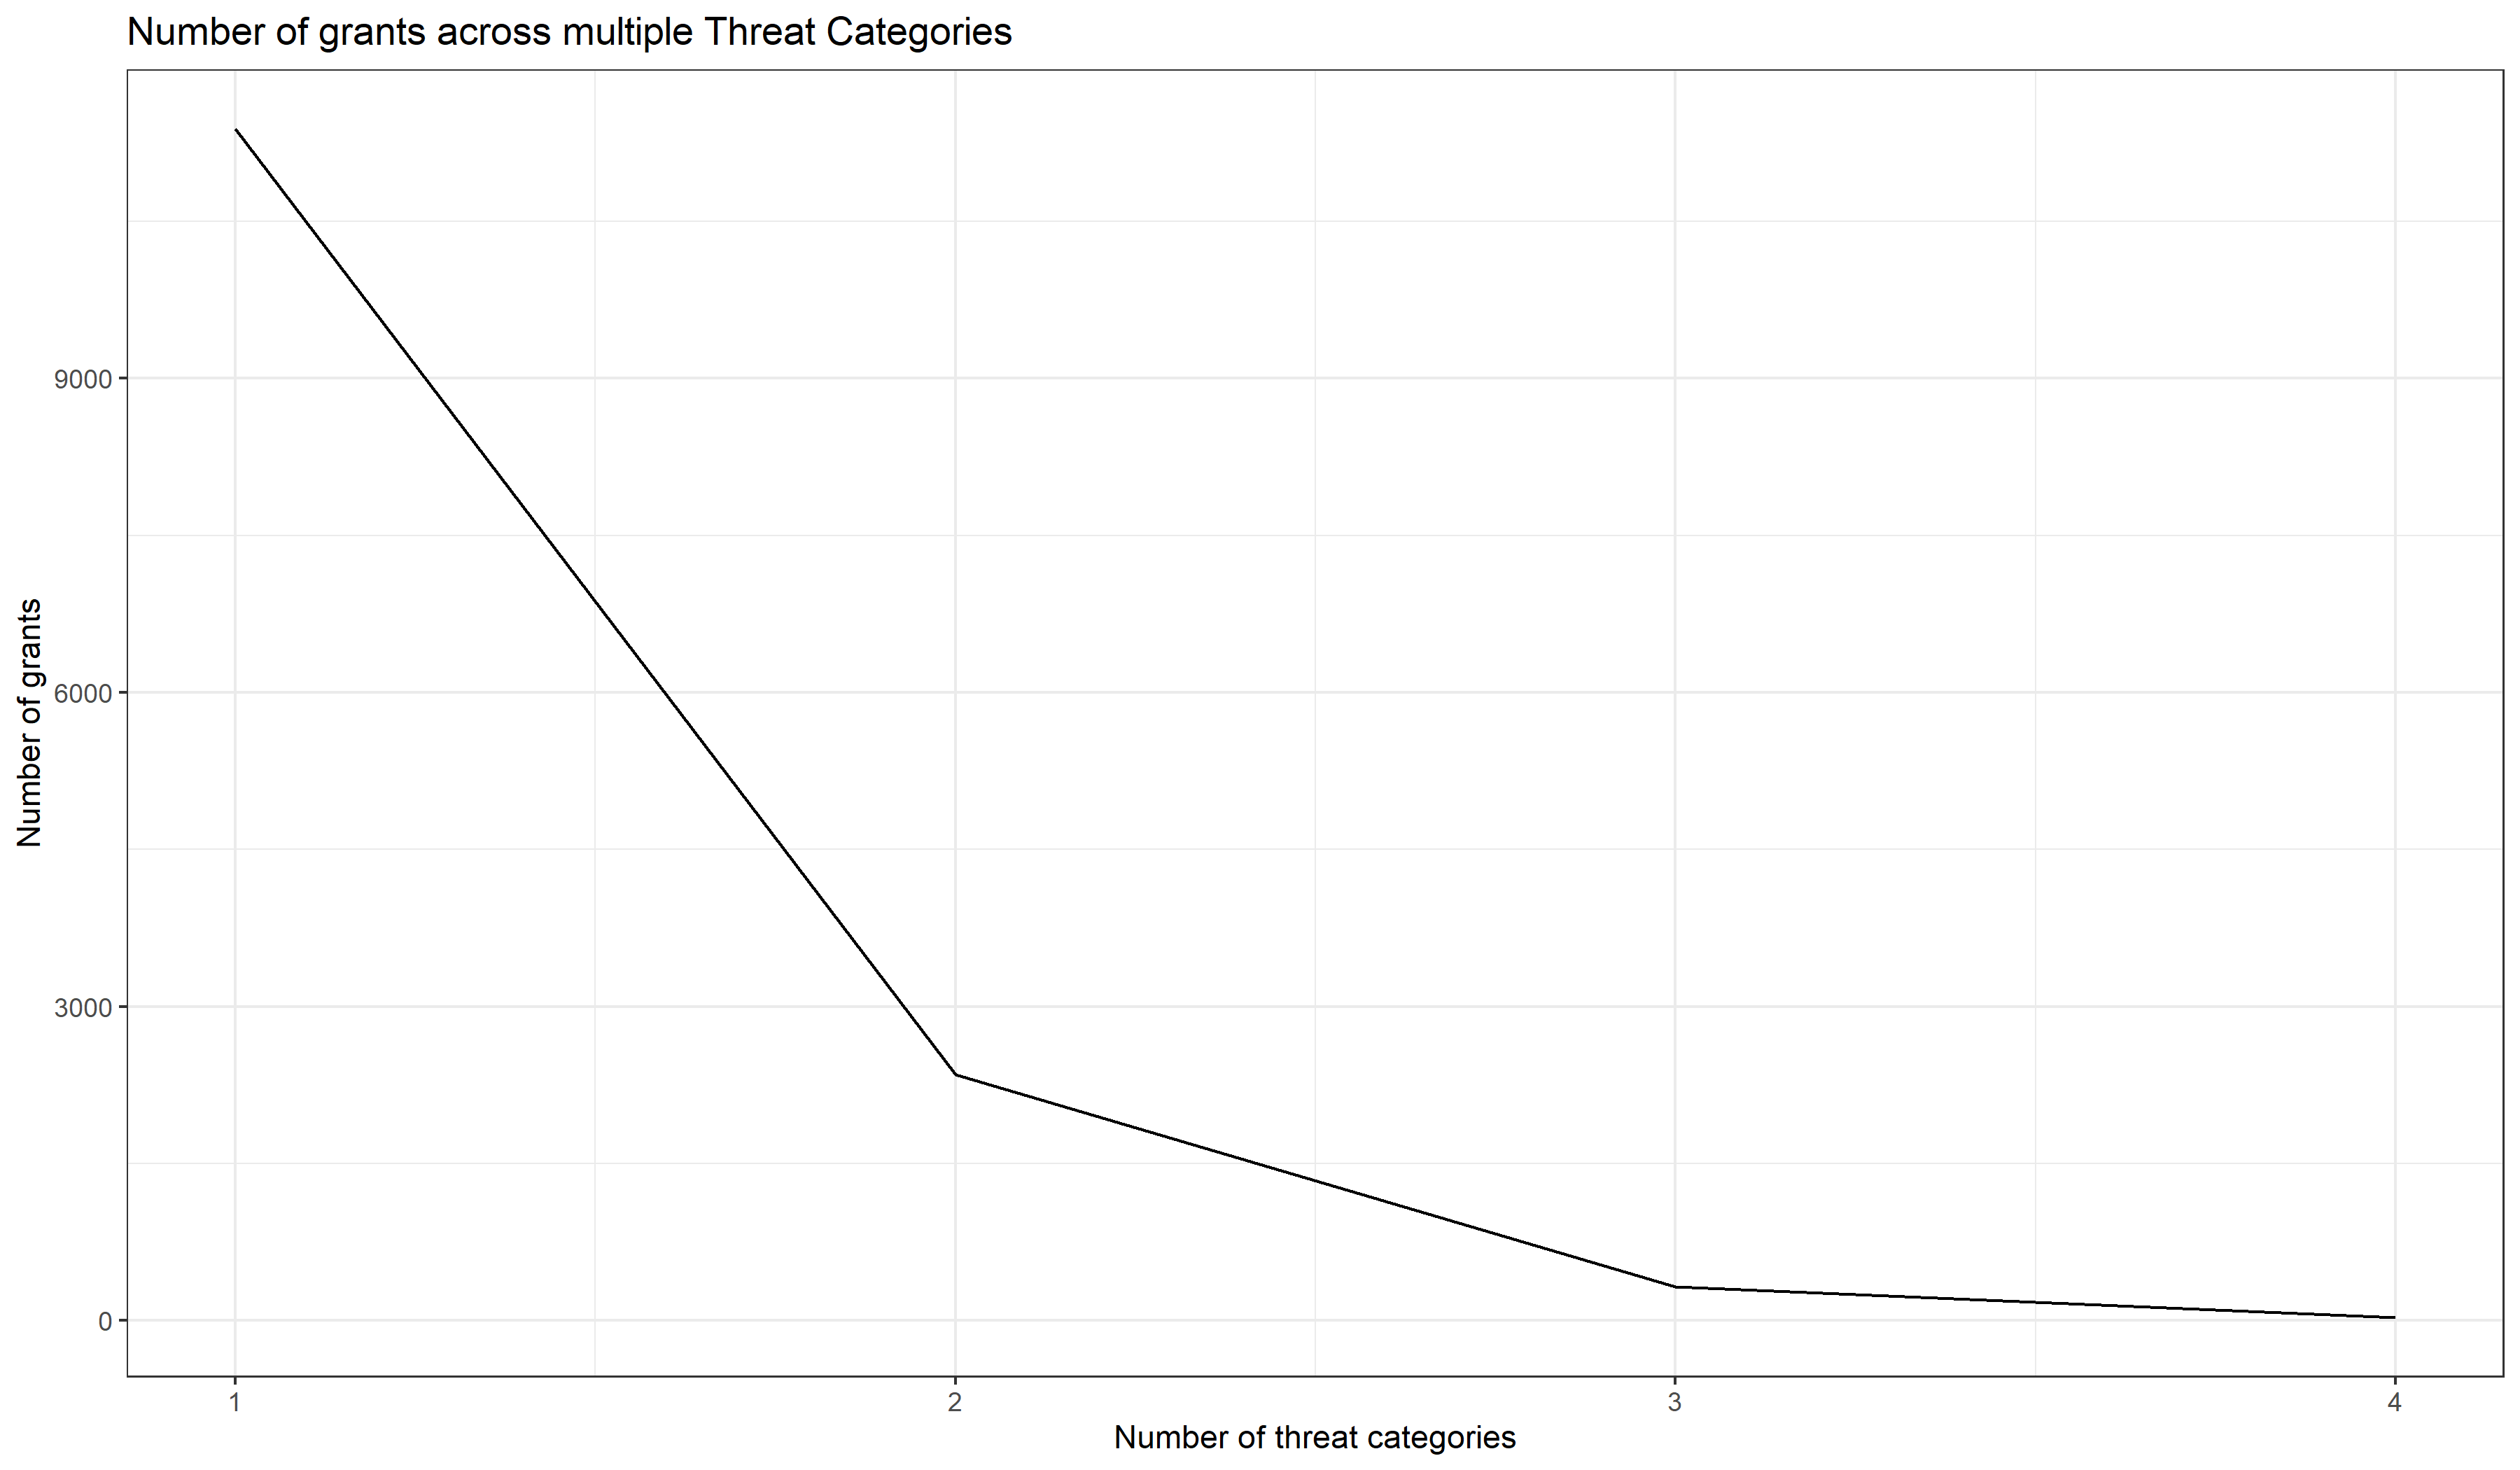 Number of grants across multiple Threat Categories
Number of grants
9000
6000
3000
0
1 2 3 4
Number of threat categories